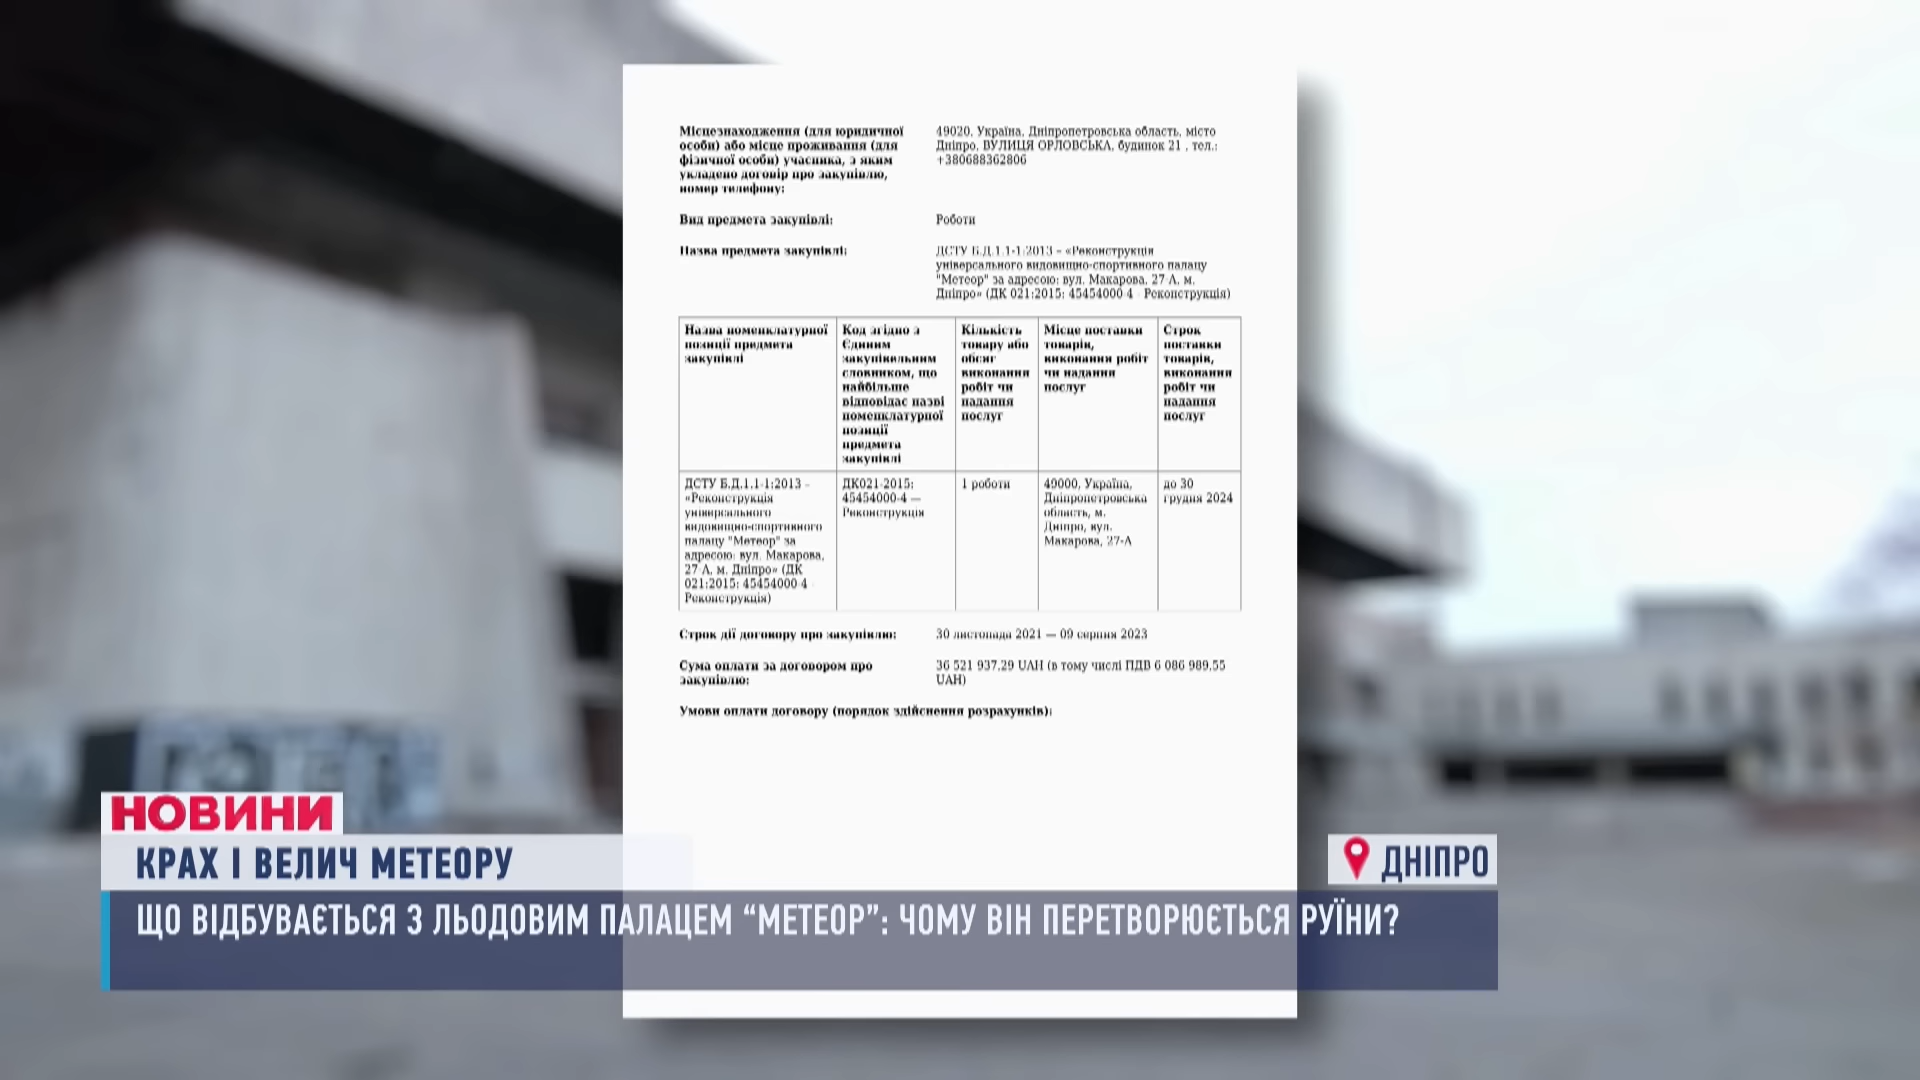 Місцезнаходження (для юридичної
особи) або місце проживання (для
фізичної особи) учасника, з яким
укладено договір про закупівлю,
номер телефону:
49020, Україна, Дніпропетровська область, місто
Дніпро, ВУЛИЦЯ ОРЛОВСЬКА, будинок 21 , тел.:
+380688362806
Вид предмета закупівлі:
Роботи
Назва предмета закупівлі:
ДСТУ Б.Д.1.1-1:2013 – «Реконструкція
універсального видовищно-спортивного палацу
"Метеор" за адресою: вул. Макарова, 27-А, м.
Дніпро» (ДК 021:2015: 45454000-4 - Реконструкція)
Назва номенклатурної
позиції предмета
закупівлі
Код згідно з
Єдиним
закупівельним
словником, що
найбільше
відповідає назві
номенклатурної
позиції
предмета
закупівлі
Кількість
товару або
обсяг
виконання
робіт чи
надання
послуг
Місце поставки
товарів,
виконання робіт
чи надання
послуг
Строк
поставки
товарів,
виконання
робіт чи
надання
послуг
ДСТУ Б.Д.1.1-1:2013 –
«Реконструкція
універсального
видовищно-спортивного
палацу "Метеор" за
адресою: вул. Макарова,
27-А, м. Дніпро» (ДК
021:2015: 45454000-4 -
Реконструкція)
ДК021-2015:
45454000-4 —
Реконструкція
1 роботи
49000, Україна,
Дніпропетровська
область, м.
Дніпро, вул.
Макарова, 27-А
до 30
грудня 2024
Строк дії договору про закупівлю:
30 листопада 2021 — 09 серпня 2023
Сума оплати за договором про
закупівлю:
36 521 937,29 UAH (в тому числі ПДВ 6 086 989,55
UAH)
Умови оплати договору (порядок здійснення розрахунків):
НОВИНИ
КРАХ І ВЕЛИЧ МЕТЕОРУ
ДНІПРО
ЩО ВІДБУВАЄТЬСЯ З ЛЬОДОВИМ ПАЛАЦЕМ “МЕТЕОР”: ЧОМУ ВІН ПЕРЕТВОРЮЄТЬСЯ РУЇНИ?